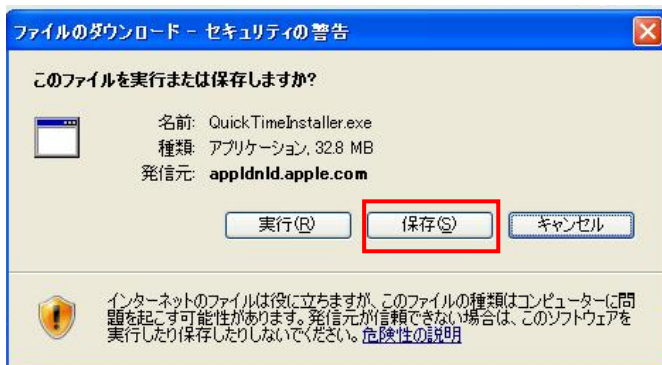 ファイルのダウンロード - セキュリティの警告
このファイルを実行または保存しますか?
名前: QuickTimeInstaller.exe
種類: アプリケーション, 32.8 MB
発信元: appldnld.apple.com
実行(R) 保存(S) キャンセル
インターネットのファイルは役に立ちますが、このファイルの種類はコンピューターに問
題を起こす可能性があります。発信元が信頼できない場合は、このソフトウェアを
実行したり保存したりしないでください。危険性の説明